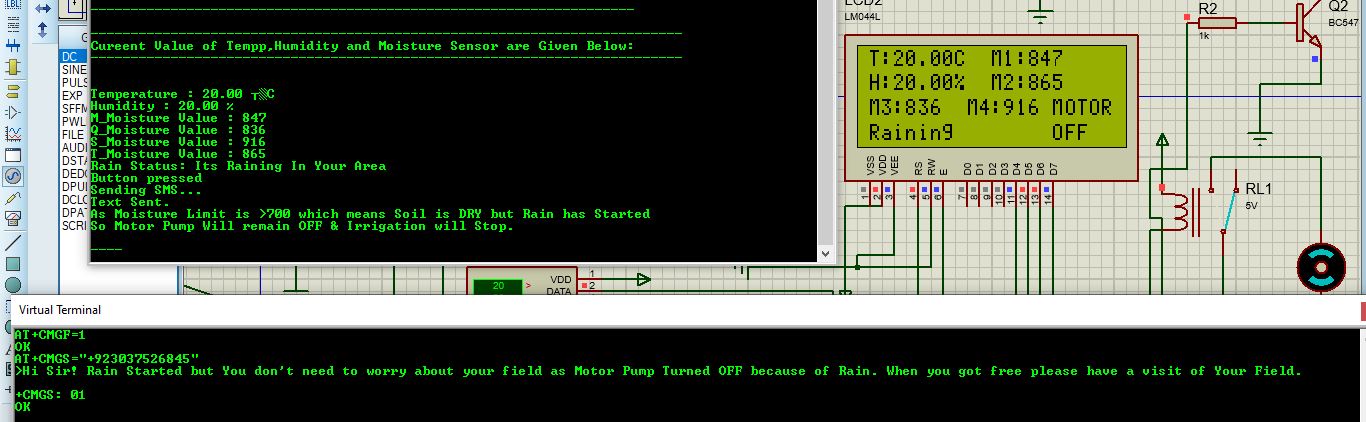 LBL
G
DC
SINE
PULS
EXP
SFFM
PWL
FILE
AUDI
DSTA
DEDG
DPUL
DCLO
DPAT
SCRI
Cureent Value of Tempp,Humidity and Moisture Sensor are Given Below:
Temperature : 20.00 ┬░C
Humidity : 20.00 %
M_Moisture Value : 847
Q_Moisture Value : 836
S_Moisture Value : 916
T_Moisture Value : 865
Rain Status: Its Raining In Your Area
Button pressed
Sending SMS...
Text Sent.
As Moisture Limit is >700 which means Soil is DRY but Rain has Started
So Motor Pump Will remain OFF & Irrigation will Stop.
LCD2
LM044L
T:20.00C M1:847
H:20.00% M2:865
M3:836 M4:916 MOTOR
Raining OFF
VSS VDD VEE RS RW E D0 D1 D2 D3 D4 D5 D6 D7
1 2 3 4 5 6 7 8 9 10 11 12 13 14
R2
1k
Q2
BC547
RL1
5V
20 >
VDD 1
DATA 2
Virtual Terminal
AT+CMGF=1
OK
AT+CMGS="+923037526845"
>Hi Sir! Rain Started but You don't need to worry about your field as Motor Pump Turned OFF because of Rain. When you got free please have a visit of Your Field.
+CMGS: 01
OK